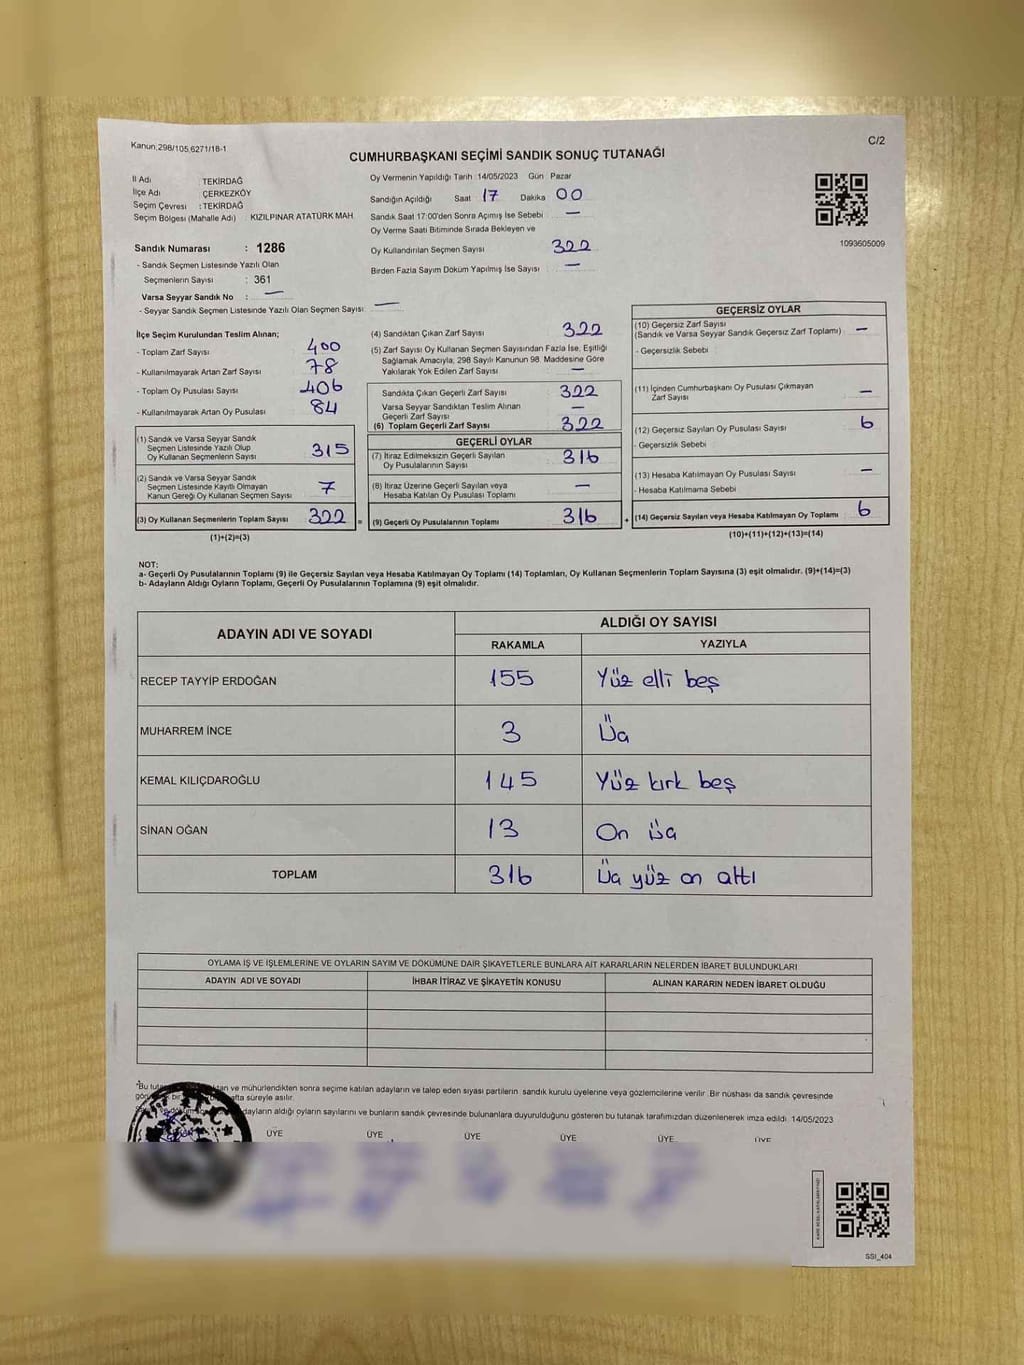 Kanun,298/105,6271/18-1
C/2
CUMHURBAŞKANI SEÇİMİ SANDIK SONUÇ TUTANAĞI
İl Adı : TEKİRDAĞ
İlçe Adı : ÇERKEZKÖY
Seçim Çevresi : TEKİRDAĞ
Seçim Bölgesi (Mahalle Adı) : KIZILPINAR ATATÜRK MAH.
Oy Vermenin Yapıldığı Tarih :14/05/2023 Gün : Pazar
Sandığın Açıldığı Saat 17 Dakika 00
Sandık Saat 17:00'den Sonra Açımış İse Sebebi —
Oy Verme Saati Bitiminde Sırada Bekleyen ve
Oy Kullandırılan Seçmen Sayısı 322
Birden Fazla Sayım Döküm Yapılmış İse Sayısı —
1093605009
Sandık Numarası : 1286
- Sandık Seçmen Listesinde Yazılı Olan
Seçmenlerin Sayısı : 361
Varsa Seyyar Sandık No : —
- Seyyar Sandık Seçmen Listesinde Yazılı Olan Seçmen Sayısı: —
İlçe Seçim Kurulundan Teslim Alınan;
- Toplam Zarf Sayısı 400
- Kullanılmayarak Artan Zarf Sayısı 78
- Toplam Oy Pusulası Sayısı 406
- Kullanılmayarak Artan Oy Pusulası 84
(1) Sandık ve Varsa Seyyar Sandık
Seçmen Listesinde Yazılı Olup
Oy Kullanan Seçmenlerin Sayısı 315
(2) Sandık ve Varsa Seyyar Sandık
Seçmen Listesinde Kayıtlı Olmayan
Kanun Gereği Oy Kullanan Seçmen Sayısı 7
(3) Oy Kullanan Seçmenlerin Toplam Sayısı 322 =
(1)+(2)=(3)
(4) Sandıktan Çıkan Zarf Sayısı 322
(5) Zarf Sayısı Oy Kullanan Seçmen Sayısından Fazla İse, Eşitliği
Sağlamak Amacıyla, 298 Sayılı Kanunun 98. Maddesine Göre
Yakılarak Yok Edilen Zarf Sayısı —
Sandıkta Çıkan Geçerli Zarf Sayısı 322
Varsa Seyyar Sandıktan Teslim Alınan
Geçerli Zarf Sayısı —
(6) Toplam Geçerli Zarf Sayısı 322
GEÇERLİ OYLAR
(7) İtiraz Edilmeksizin Geçerli Sayılan
Oy Pusulalarının Sayısı 316
(8) İtiraz Üzerine Geçerli Sayılan veya
Hesaba Katılan Oy Pusulası Toplamı —
(9) Geçerli Oy Pusulalarının Toplamı 316 +
GEÇERSİZ OYLAR
(10) Geçersiz Zarf Sayısı
(Sandık ve Varsa Seyyar Sandık Geçersiz Zarf Toplamı) —
- Geçersizlik Sebebi
(11) İçinden Cumhurbaşkanı Oy Pusulası Çıkmayan
Zarf Sayısı —
(12) Geçersiz Sayılan Oy Pusulası Sayısı 6
- Geçersizlik Sebebi
(13) Hesaba Katılmayan Oy Pusulası Sayısı —
- Hesaba Katılmama Sebebi
(14) Geçersiz Sayılan veya Hesaba Katılmayan Oy Toplamı 6
(10)+(11)+(12)+(13)=(14)
NOT:
a- Geçerli Oy Pusulalarının Toplamı (9) ile Geçersiz Sayılan veya Hesaba Katılmayan Oy Toplamı (14) Toplamları, Oy Kullanan Seçmenlerin Toplam Sayısına (3) eşit olmalıdır. (9)+(14)=(3)
b- Adayların Aldığı Oyların Toplamı, Geçerli Oy Pusulalarının Toplamına (9) eşit olmalıdır.
ADAYIN ADI VE SOYADI
ALDIĞI OY SAYISI
RAKAMLA YAZIYLA
RECEP TAYYİP ERDOĞAN 155 Yüz elli beş
MUHARREM İNCE 3 Üç
KEMAL KILIÇDAROĞLU 145 Yüz kırk beş
SİNAN OĞAN 13 On üç
TOPLAM 316 Üç yüz on altı
OYLAMA İŞ VE İŞLEMLERİNE VE OYLARIN SAYIM VE DÖKÜMÜNE DAİR ŞİKAYETLERLE BUNLARA AİT KARARLARIN NELERDEN İBARET BULUNDUKLARI
ADAYIN ADI VE SOYADI İHBAR İTİRAZ VE ŞİKAYETİN KONUSU ALINAN KARARIN NEDEN İBARET OLDUĞU
ve mühürlendikten sonra seçime katılan adayların ve talep eden siyasi partilerin sandık kurulu üyelerine veya gözlemcilerine verilir. Bir nüshası da sandık çevresinde
süreyle asılır.
adayların aldığı oyların sayılarını ve bunların sandık çevresinde bulunanlara duyurulduğunu gösteren bu tutanak tarafımızdan düzenlenerek imza edildi. 14/05/2023
ÜYE ÜYE ÜYE ÜYE ÜYE ÜYE
SSI_404